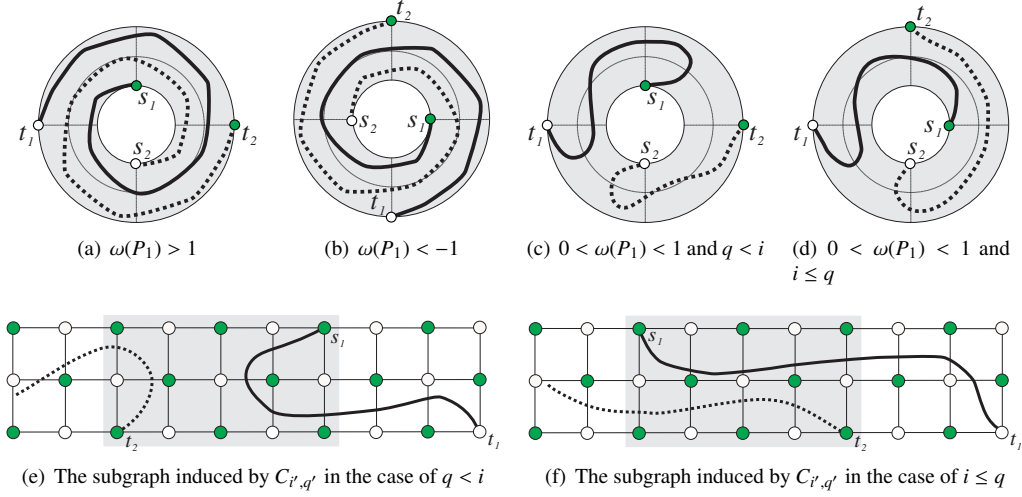 t₂
t₂
s₁
t₁
t₂
s₂
s₂
s₁
t₁
s₁
t₁
t₂
s₂
s₁
t₁
s₂
(a) ω(P₁) > 1
(b) ω(P₁) < −1
(c) 0 < ω(P₁) < 1 and q < i
(d) 0 < ω(P₁) < 1 and
i ≤ q
s₁
t₂
t₁
s₁
t₂
t₁
(e) The subgraph induced by C_{i′,q′} in the case of q < i
(f) The subgraph induced by C_{i′,q′} in the case of i ≤ q